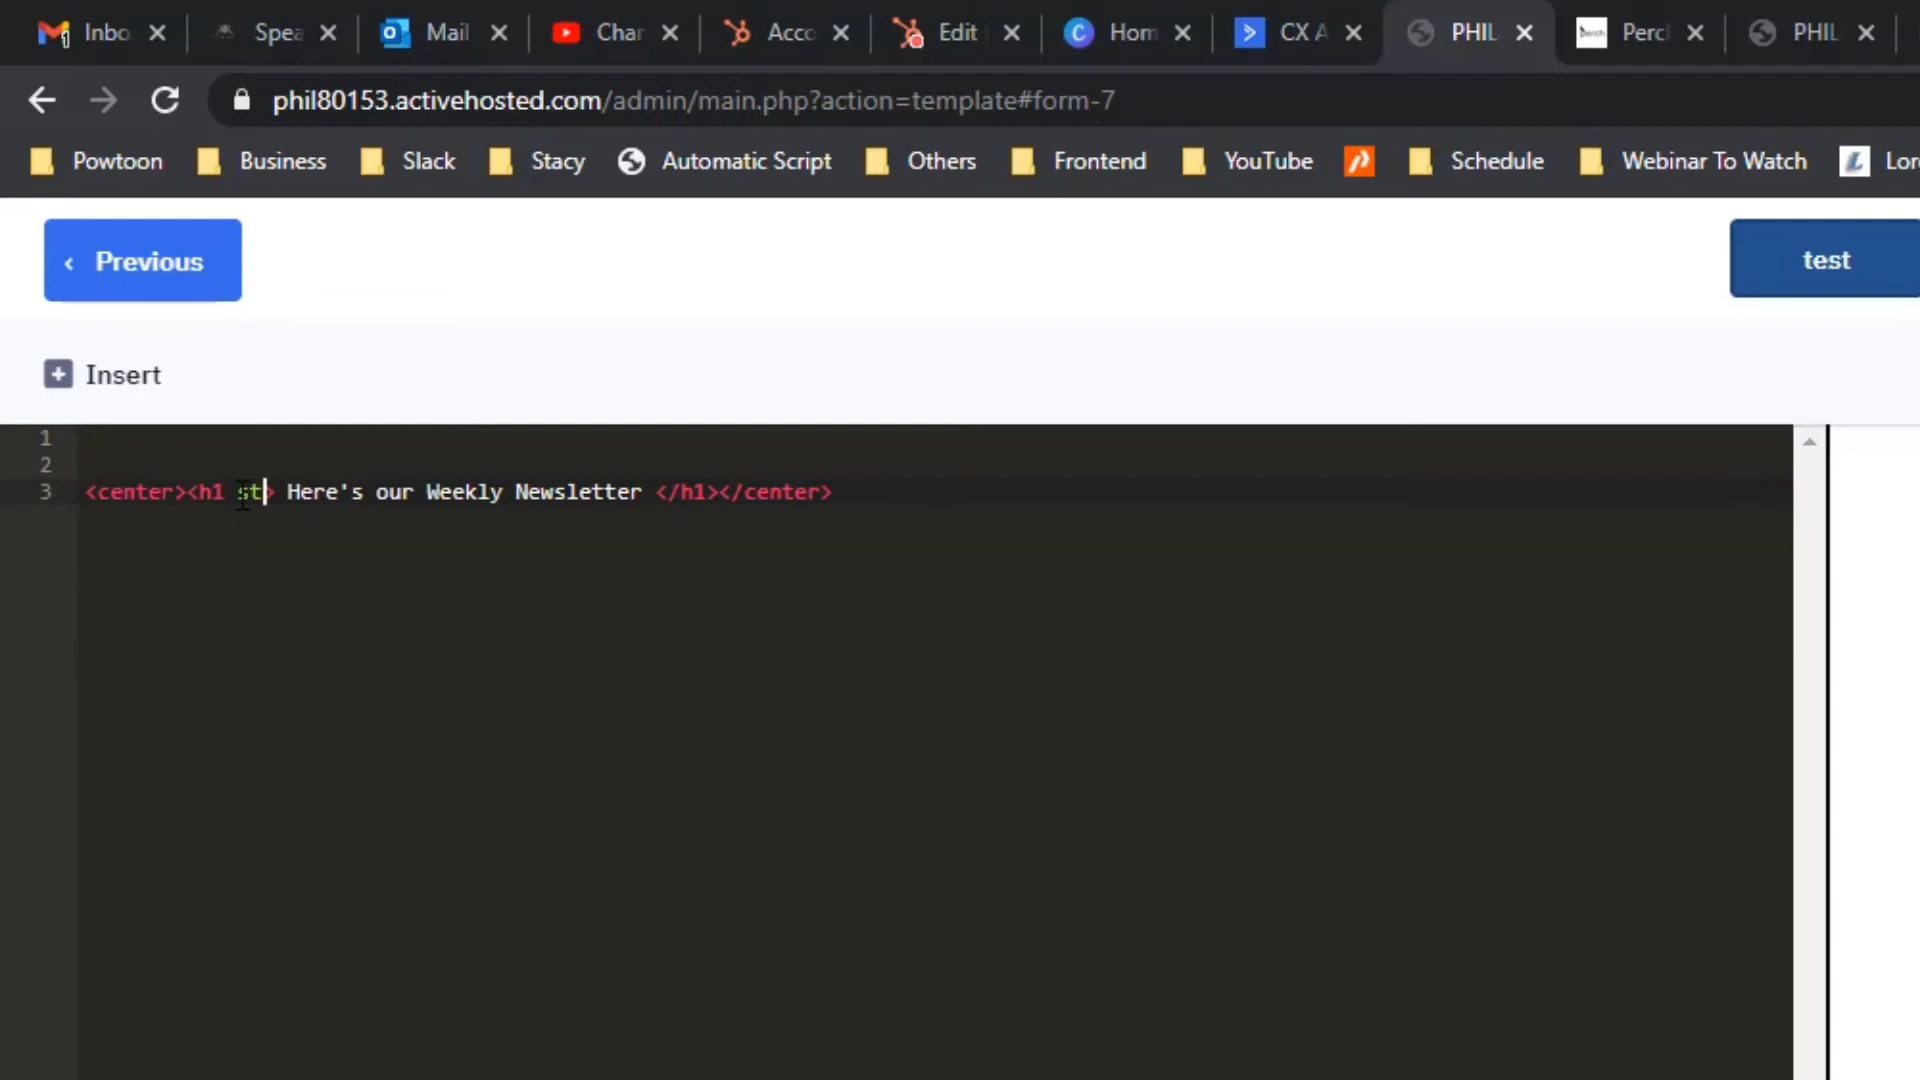 Inbo Spea Mail Char Acco Edit Hom CX A PHIL Percl PHIL
phil80153.activehosted.com/admin/main.php?action=template#form-7
Powtoon Business Slack Stacy Automatic Script Others Frontend YouTube Schedule Webinar To Watch Lor
‹ Previous
test
Insert
1
2
3 <center><h1 st> Here's our Weekly Newsletter </h1></center>